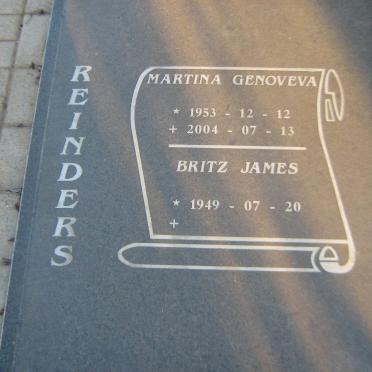 REINDERS
MARTINA GENOVEVA
* 1953 - 12 - 12
+ 2004 - 07 - 13
BRITZ JAMES
* 1949 - 07 - 20
+